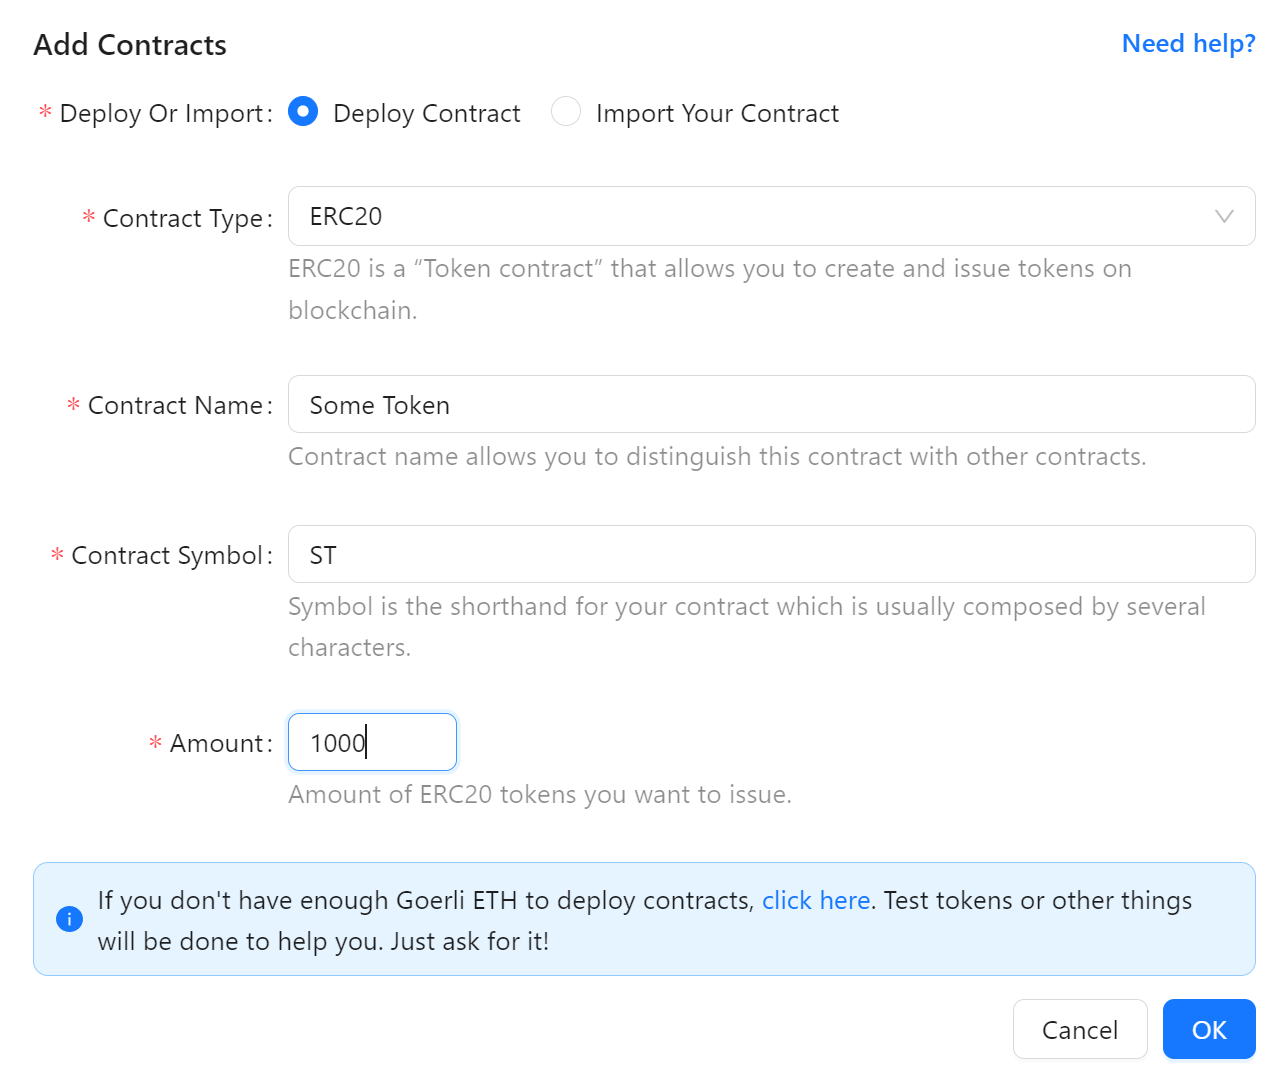 Add Contracts
Need help?
* Deploy Or Import: Deploy Contract Import Your Contract
* Contract Type: ERC20
ERC20 is a “Token contract” that allows you to create and issue tokens on
blockchain.
* Contract Name: Some Token
Contract name allows you to distinguish this contract with other contracts.
* Contract Symbol: ST
Symbol is the shorthand for your contract which is usually composed by several
characters.
* Amount: 1000
Amount of ERC20 tokens you want to issue.
If you don't have enough Goerli ETH to deploy contracts, click here. Test tokens or other things
will be done to help you. Just ask for it!
Cancel OK